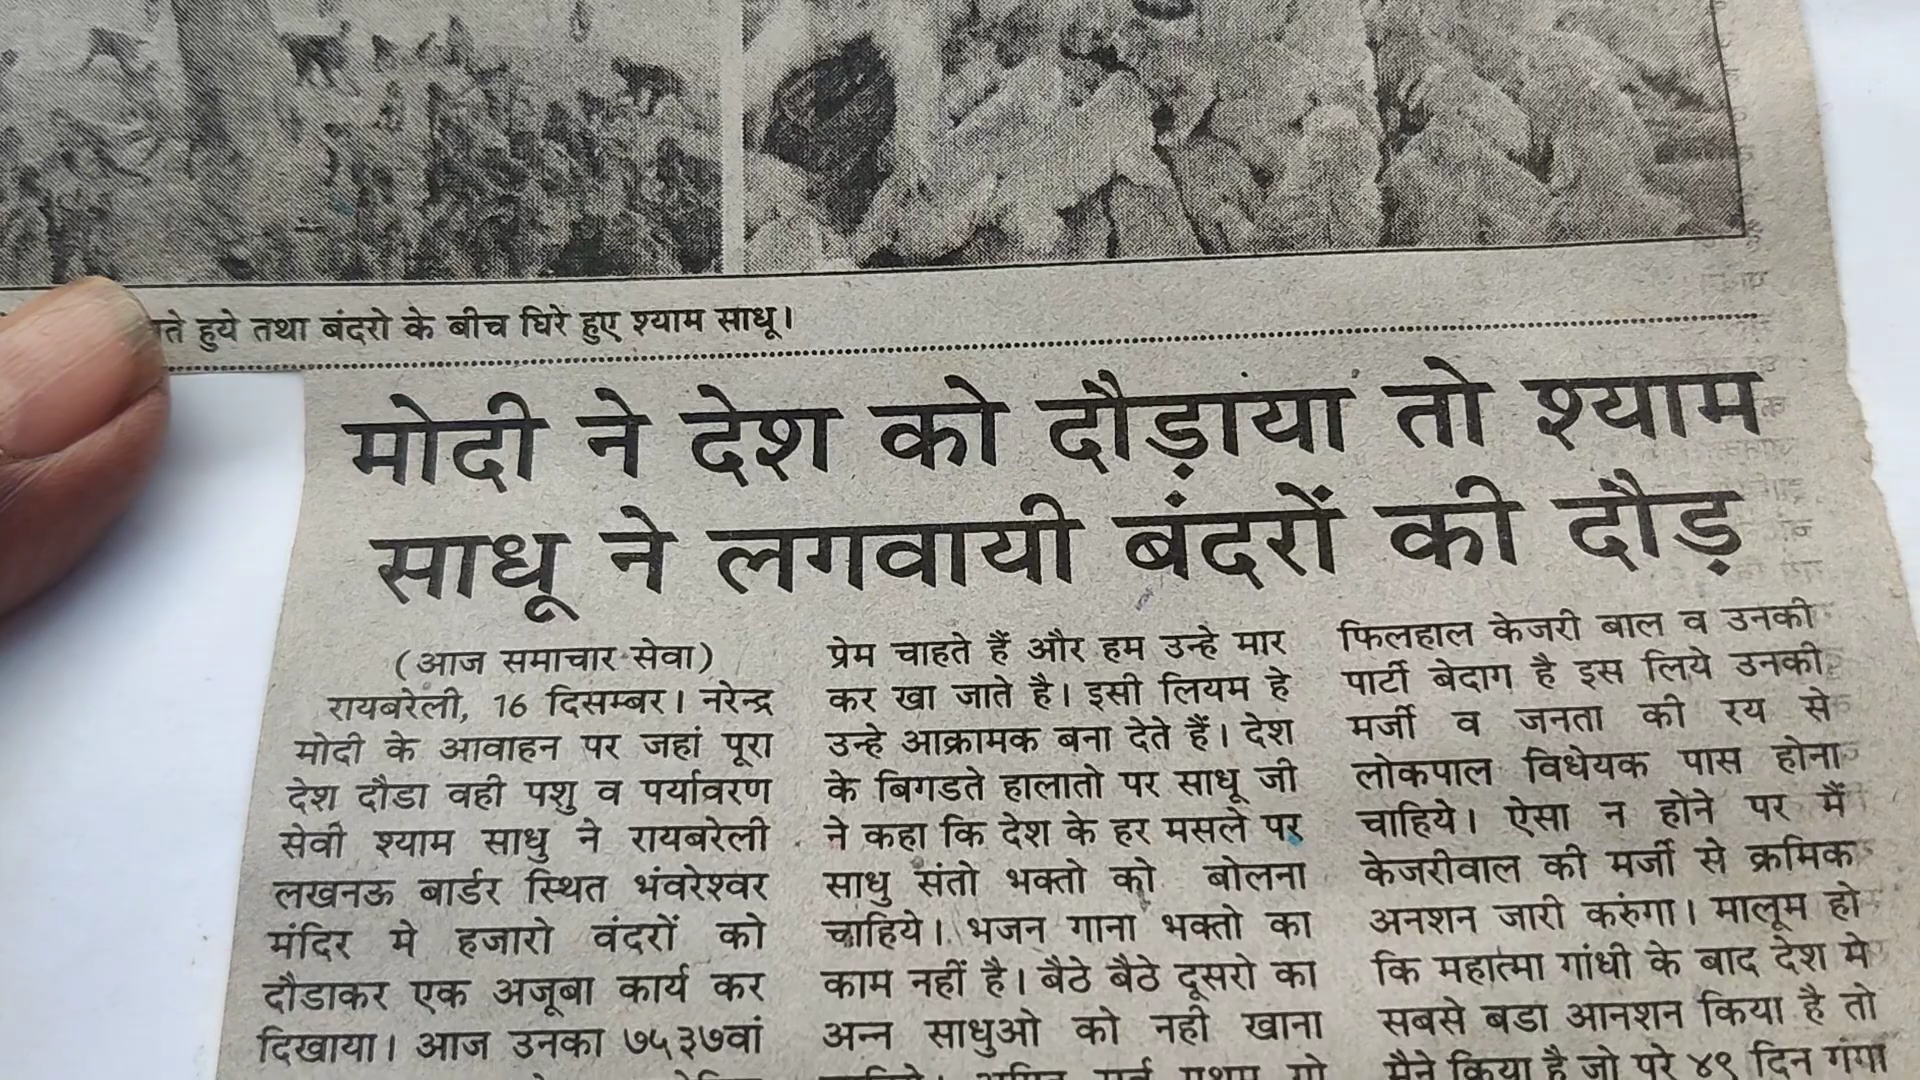 हुये तथा बंदरो के बीच घिरे हुए श्याम साधू।
मोदी ने देश को दौड़ाया तो श्याम
साधू ने लगवायी बंदरों की दौड़
(आज समाचार सेवा)
रायबरेली, 16 दिसम्बर। नरेन्द्र
मोदी के आवाहन पर जहां पूरा
देश दौडा वही पशु व पर्यावरण
सेवी श्याम साधु ने रायबरेली
लखनऊ बार्डर स्थित भंवरेश्वर
मंदिर मे हजारो वंदरों को
दौडाकर एक अजूबा कार्य कर
दिखाया। आज उनका ७५३७वां
प्रेम चाहते हैं और हम उन्हे मार
कर खा जाते है। इसी लियम हे
उन्हे आक्रामक बना देते हैं। देश
के बिगडते हालातो पर साधू जी
ने कहा कि देश के हर मसले पर
साधु संतो भक्तो को बोलना
चाहिये। भजन गाना भक्तो का
काम नहीं है। बैठे बैठे दूसरो का
अन्न साधुओ को नही खाना
फिलहाल केजरी बाल व उनकी
पार्टी बेदाग है इस लिये उनकी
मर्जी व जनता की रय से
लोकपाल विधेयक पास होना
चाहिये। ऐसा न होने पर मैं
केजरीवाल की मर्जी से क्रमिक
अनशन जारी करुंगा। मालूम हो
कि महात्मा गांधी के बाद देश मे
सबसे बडा आनशन किया है तो
मैने किया है जो पूरे ४९ दिन गंगा